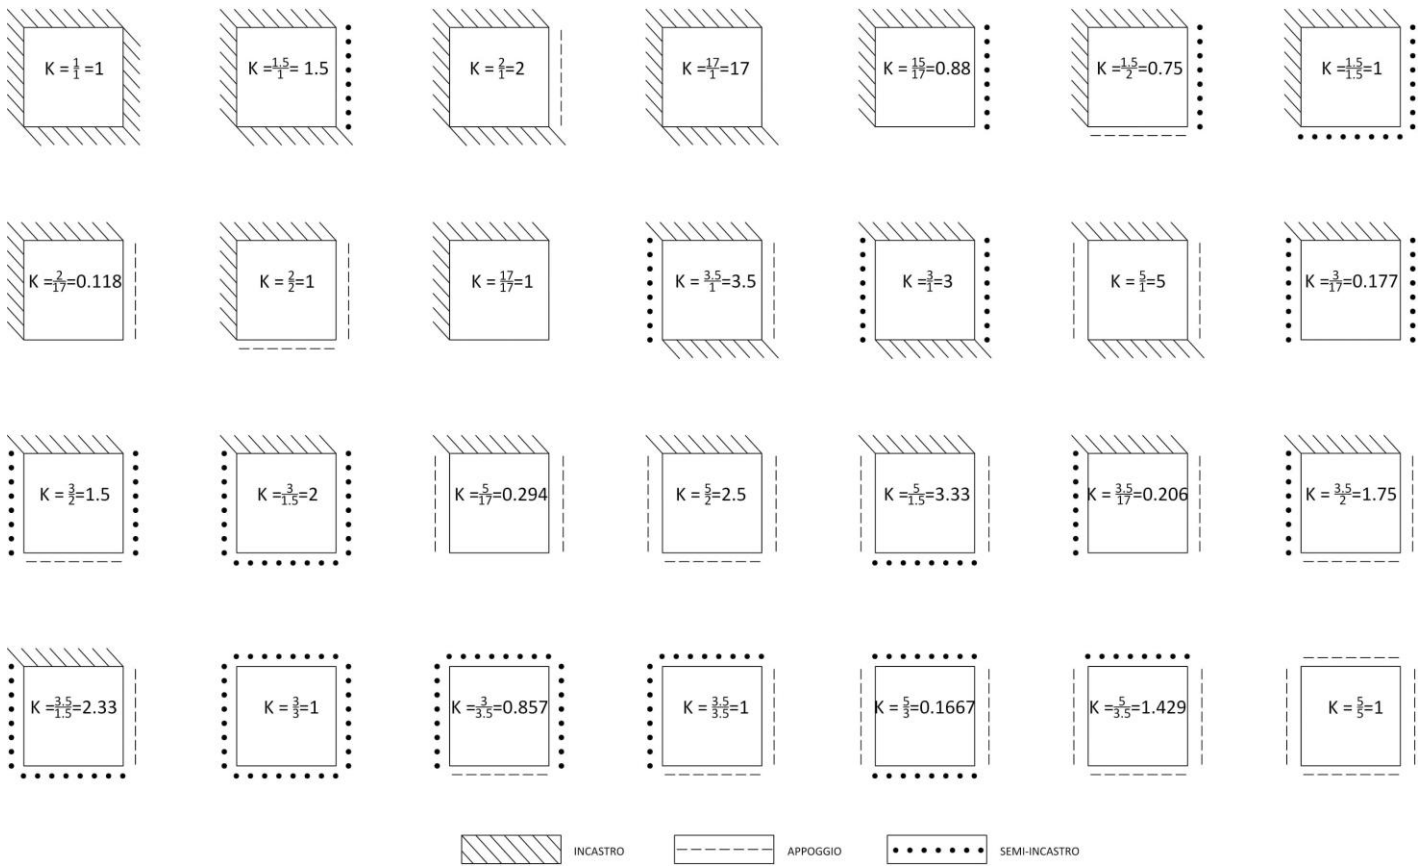 K = 1/1 =1
K =1.5/1= 1.5
K =2/1=2
K =17/1=17
K =15/17=0.88
K =1.5/2=0.75
K =1.5/1.5=1
K =2/17=0.118
K =2/2=1
K =17/17=1
K =3.5/1=3.5
K =3/1=3
K =5/1=5
K =3/17=0.177
K =3/2=1.5
K =3/1.5=2
K =5/17=0.294
K =5/2=2.5
K =5/1.5=3.33
K =3.5/17=0.206
K =3.5/2=1.75
K =3.5/1.5=2.33
K =3/3=1
K =3/3.5=0.857
K =3.5/3.5=1
K =5/3=0.1667
K =5/3.5=1.429
K =5/5=1
INCASTRO
APPOGGIO
SEMI-INCASTRO